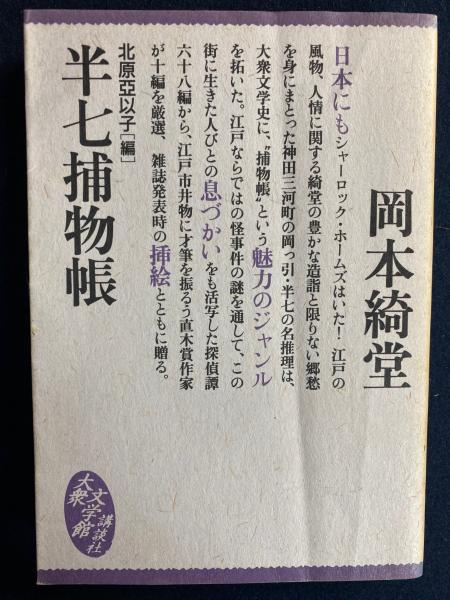 岡本綺堂
日本にもシャーロック・ホームズはいた！ 江戸の
風物、人情に関する綺堂の豊かな造詣と限りない郷愁
を身にまとった神田三河町の岡っ引・半七の名推理は、
大衆文学史に、〝捕物帳〟という魅力のジャンル
を拓いた。江戸ならではの怪事件の謎を通して、この
街に生きた人びとの息づかいをも活写した探偵譚
六十八編から、江戸市井物に才筆を振るう直木賞作家
が十編を厳選、雑誌発表時の挿絵とともに贈る。
北原亞以子［編］
半七捕物帳
大衆
文学館
講談社